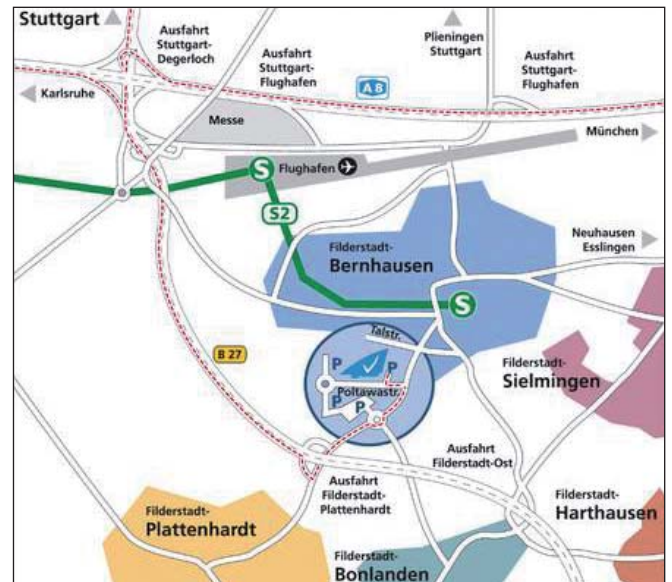 Stuttgart
Ausfahrt
Stuttgart-
Degerloch
Ausfahrt
Stuttgart-
Flughafen
Plieningen
Stuttgart
Ausfahrt
Stuttgart-
Flughafen
Karlsruhe
A 8
Messe
München
S
Flughafen
S2
Filderstadt-
Bernhausen
Neuhausen
Esslingen
S
Talstr.
B 27
P
P
Poltawastr.
P
P
Filderstadt-
Sielmingen
Ausfahrt
Filderstadt-Ost
Ausfahrt
Filderstadt-
Plattenhardt
Filderstadt-
Plattenhardt
Filderstadt-
Harthausen
Filderstadt-
Bonlanden